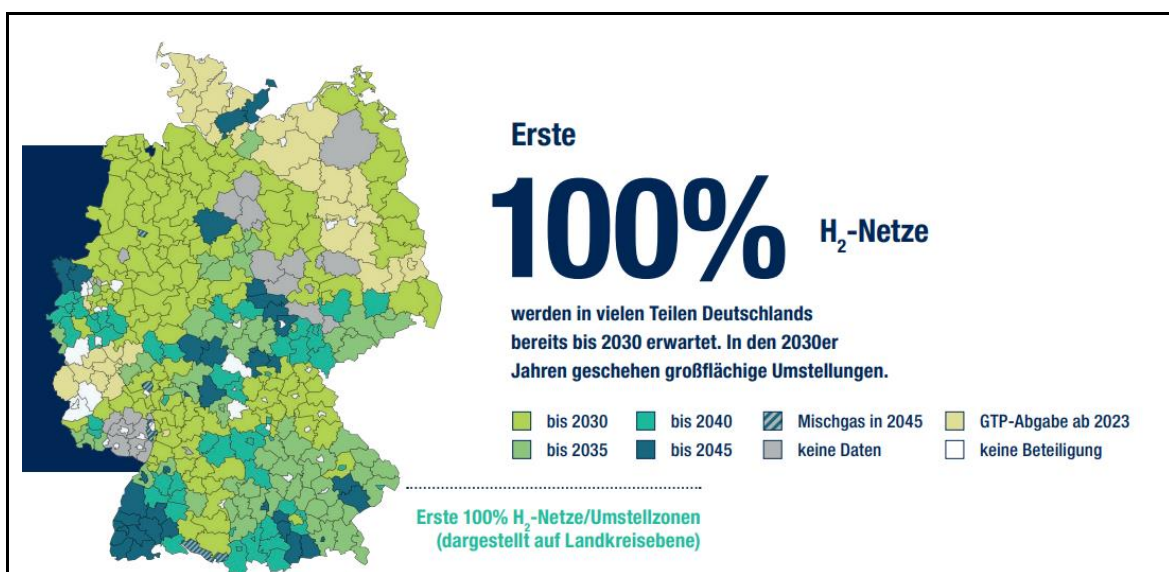 Erste
100%
H₂-Netze
werden in vielen Teilen Deutschlands
bereits bis 2030 erwartet. In den 2030er
Jahren geschehen großflächige Umstellungen.
bis 2030
bis 2040
Mischgas in 2045
GTP-Abgabe ab 2023
bis 2035
bis 2045
keine Daten
keine Beteiligung
Erste 100% H₂-Netze/Umstellzonen
(dargestellt auf Landkreisebene)